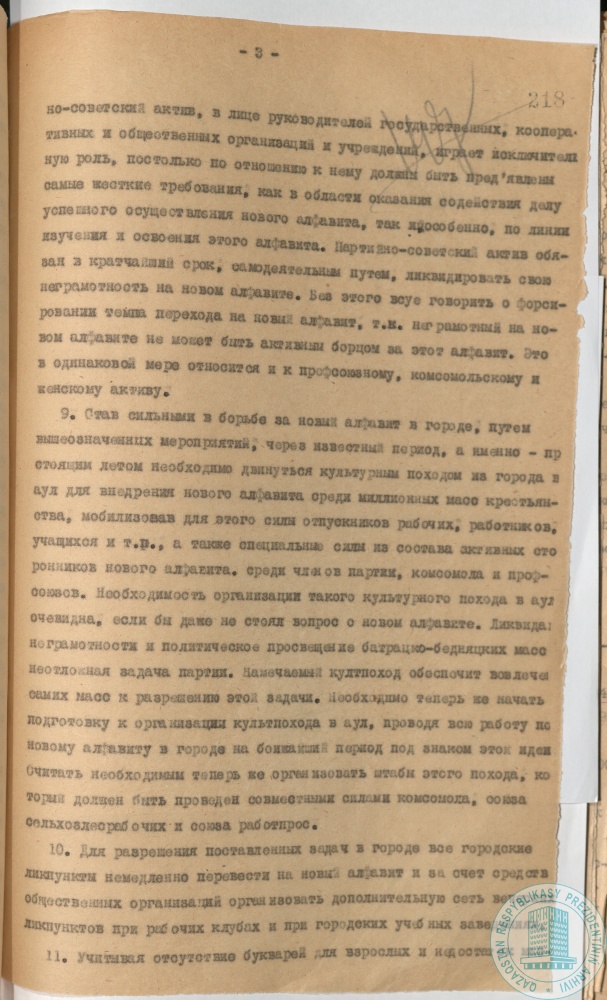 - 3 -
218
но-советский актив, в лице руководителей государственных, коопера-
тивных и общественных организаций и учреждений, играет исключитель
ную роль, постолько по отношению к нему должны быть пред'явлены
самые жесткие требования, как в области оказания содействия делу
успешного осуществления нового алфавита, так и особенно, по линии
изучения и освоения этого алфавита. Партийно-советский актив обя-
зан в кратчайший срок, самодеятельным путем, ликвидировать свою
неграмотность на новом алфавите. Без этого всуе говорить о форси-
ровании темпа перехода на новый алфавит, т.к. неграмотный на но-
вом алфавите не может быть активным борцом за этот алфавит. Это
в одинаковой мере относится и к профсоюзному, комсомольскому и
женскому активу.
9. Став сильными в борьбе за новый алфавит в городе, путем
вышеозначенных мероприятий, через известный период, а именно - пр
стоящим летом необходимо двинуться культурным походом из города в
аул для внедрения нового алфавита среди миллионных масс крестьян-
ства, мобилизовав для этого силы отпускников рабочих, работников,
учащихся и т.п., а также специальные силы из состава активных сто
ронников нового алфавита. среди членов партии, комсомола и проф-
союзов. Необходимость организации такого культурного похода в аул
очевидна, если бы даже не стоял вопрос о новом алфавите. Ликвида
неграмотности и политическое просвещение батрацко-бедняцких масс
неотложная задача партии. Намечаемый култпоход обеспечит вовлечен
самих масс к разрешению этой задачи. Необходимо теперь же начать
подготовку к организации культпохода в аул, проводя всю работу по
новому алфавиту в городе на ближайший период под знаком этой идеи
Считать необходимым теперь же организовать штабы этого похода, ко
торый должен быть проведен совместными силами комсомола, союза
сельхозлесрабочих и союза работпрос.
10. Для разрешения поставленных задач в городе все городские
ликпункты немедленно перевести на новый алфавит и за счет средств
общественных организаций организовать дополнительную сеть
ликпунктов при рабочих клубах и при городских учебных
11. Учитывая отсутствие букварей для взрослых и
QAZAQSTAN RESPÝBLIKASY PREZIDENTINIŃ ARHIVI